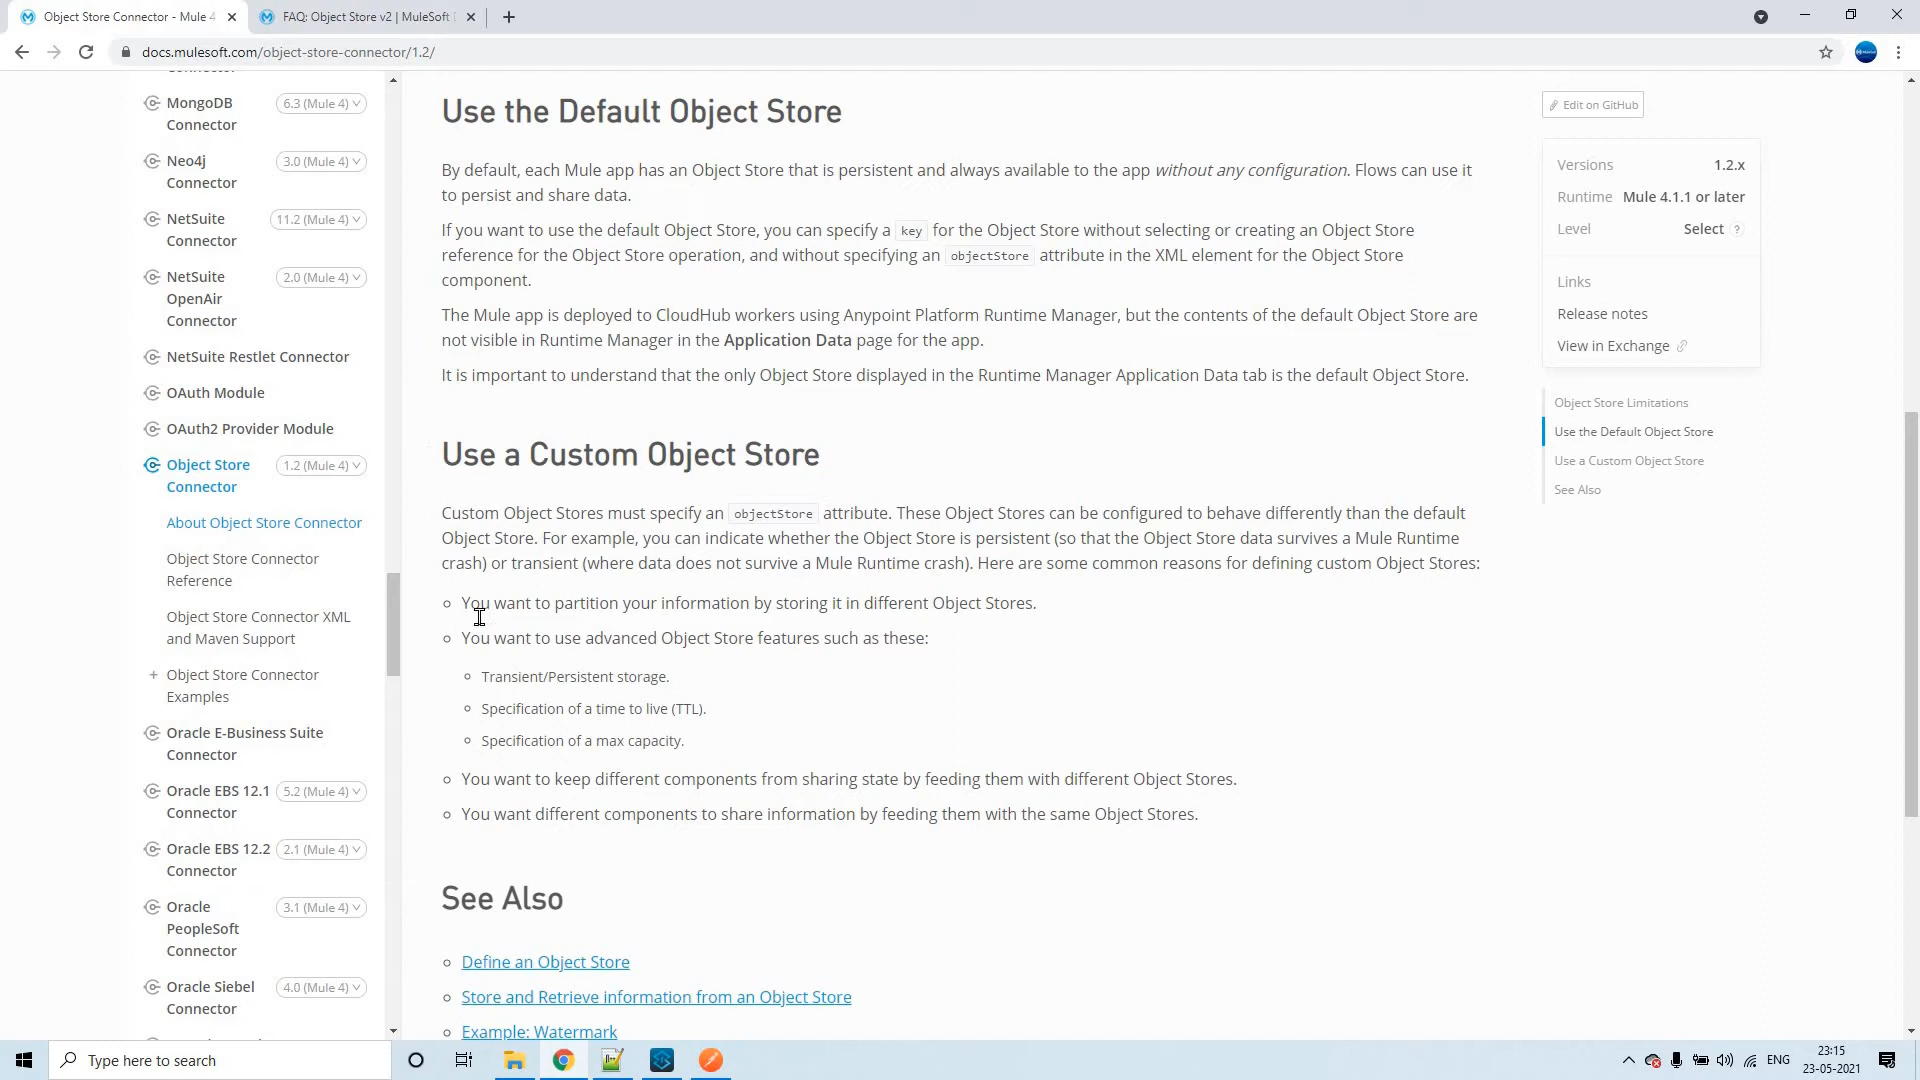 Object Store Connector - Mule 4
FAQ: Object Store v2 | MuleSoft
docs.mulesoft.com/object-store-connector/1.2/
MongoDB
Connector
6.3 (Mule 4)
Neo4j
Connector
3.0 (Mule 4)
NetSuite
Connector
11.2 (Mule 4)
NetSuite
OpenAir
Connector
2.0 (Mule 4)
NetSuite Restlet Connector
OAuth Module
OAuth2 Provider Module
Object Store
Connector
1.2 (Mule 4)
About Object Store Connector
Object Store Connector
Reference
Object Store Connector XML
and Maven Support
Object Store Connector
Examples
Oracle E-Business Suite
Connector
Oracle EBS 12.1
Connector
5.2 (Mule 4)
Oracle EBS 12.2
Connector
2.1 (Mule 4)
Oracle
PeopleSoft
Connector
3.1 (Mule 4)
Oracle Siebel
Connector
4.0 (Mule 4)
Use the Default Object Store
By default, each Mule app has an Object Store that is persistent and always available to the app without any configuration. Flows can use it
to persist and share data.
If you want to use the default Object Store, you can specify a key for the Object Store without selecting or creating an Object Store
reference for the Object Store operation, and without specifying an objectStore attribute in the XML element for the Object Store
component.
The Mule app is deployed to CloudHub workers using Anypoint Platform Runtime Manager, but the contents of the default Object Store are
not visible in Runtime Manager in the Application Data page for the app.
It is important to understand that the only Object Store displayed in the Runtime Manager Application Data tab is the default Object Store.
Use a Custom Object Store
Custom Object Stores must specify an objectStore attribute. These Object Stores can be configured to behave differently than the default
Object Store. For example, you can indicate whether the Object Store is persistent (so that the Object Store data survives a Mule Runtime
crash) or transient (where data does not survive a Mule Runtime crash). Here are some common reasons for defining custom Object Stores:
You want to partition your information by storing it in different Object Stores.
You want to use advanced Object Store features such as these:
Transient/Persistent storage.
Specification of a time to live (TTL).
Specification of a max capacity.
You want to keep different components from sharing state by feeding them with different Object Stores.
You want different components to share information by feeding them with the same Object Stores.
See Also
Define an Object Store
Store and Retrieve information from an Object Store
Example: Watermark
Edit on GitHub
Versions 1.2.x
Runtime Mule 4.1.1 or later
Level Select ?
Links
Release notes
View in Exchange
Object Store Limitations
Use the Default Object Store
Use a Custom Object Store
See Also
Type here to search
ENG
23:15
23-05-2021